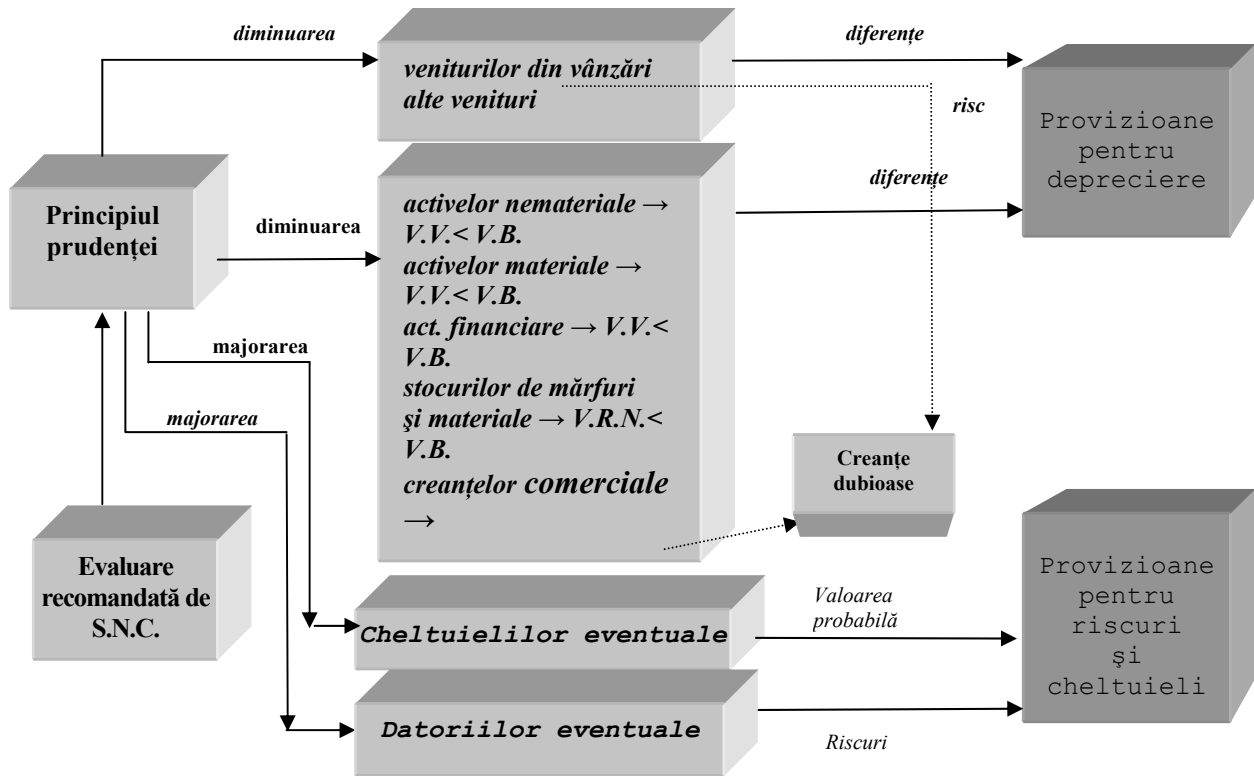 diminuarea
veniturilor din vânzări
alte venituri
diferențe
risc
Provizioane
pentru
depreciere
Principiul
prudenței
diminuarea
activelor nemateriale →
V.V.< V.B.
activelor materiale →
V.V.< V.B.
act. financiare → V.V.<
V.B.
stocurilor de mărfuri
şi materiale → V.R.N.<
V.B.
creanțelor comerciale
→
diferențe
majorarea
majorarea
Creanțe
dubioase
Evaluare
recomandată de
S.N.C.
Cheltuielilor eventuale
Valoarea
probabilă
Provizioane
pentru
riscuri
şi
cheltuieli
Datoriilor eventuale
Riscuri